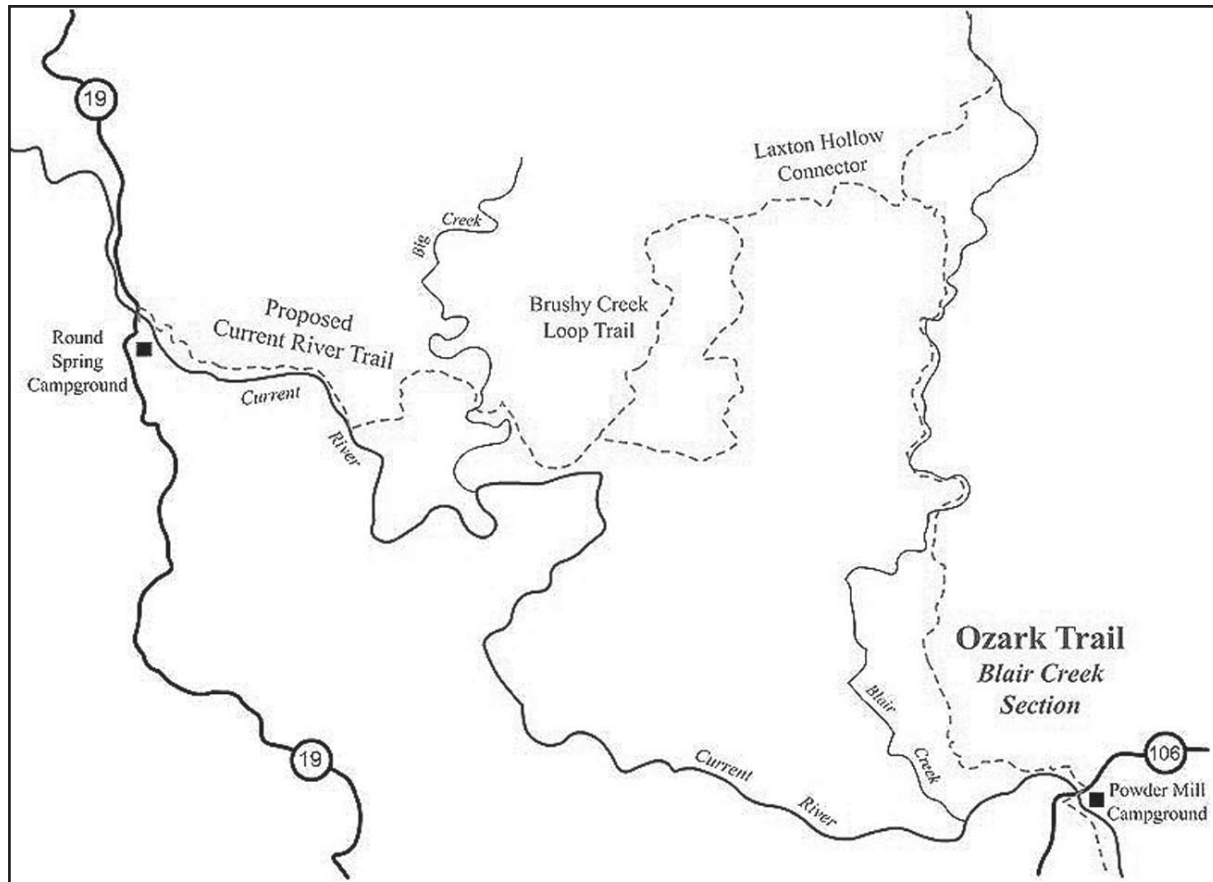 19
Laxton Hollow
Connector
Big Creek
Brushy Creek
Loop Trail
Proposed
Current River Trail
Round
Spring
Campground
Current
River
Ozark Trail
Blair Creek
Section
Blair
Creek
19
Current
River
106
Powder Mill
Campground